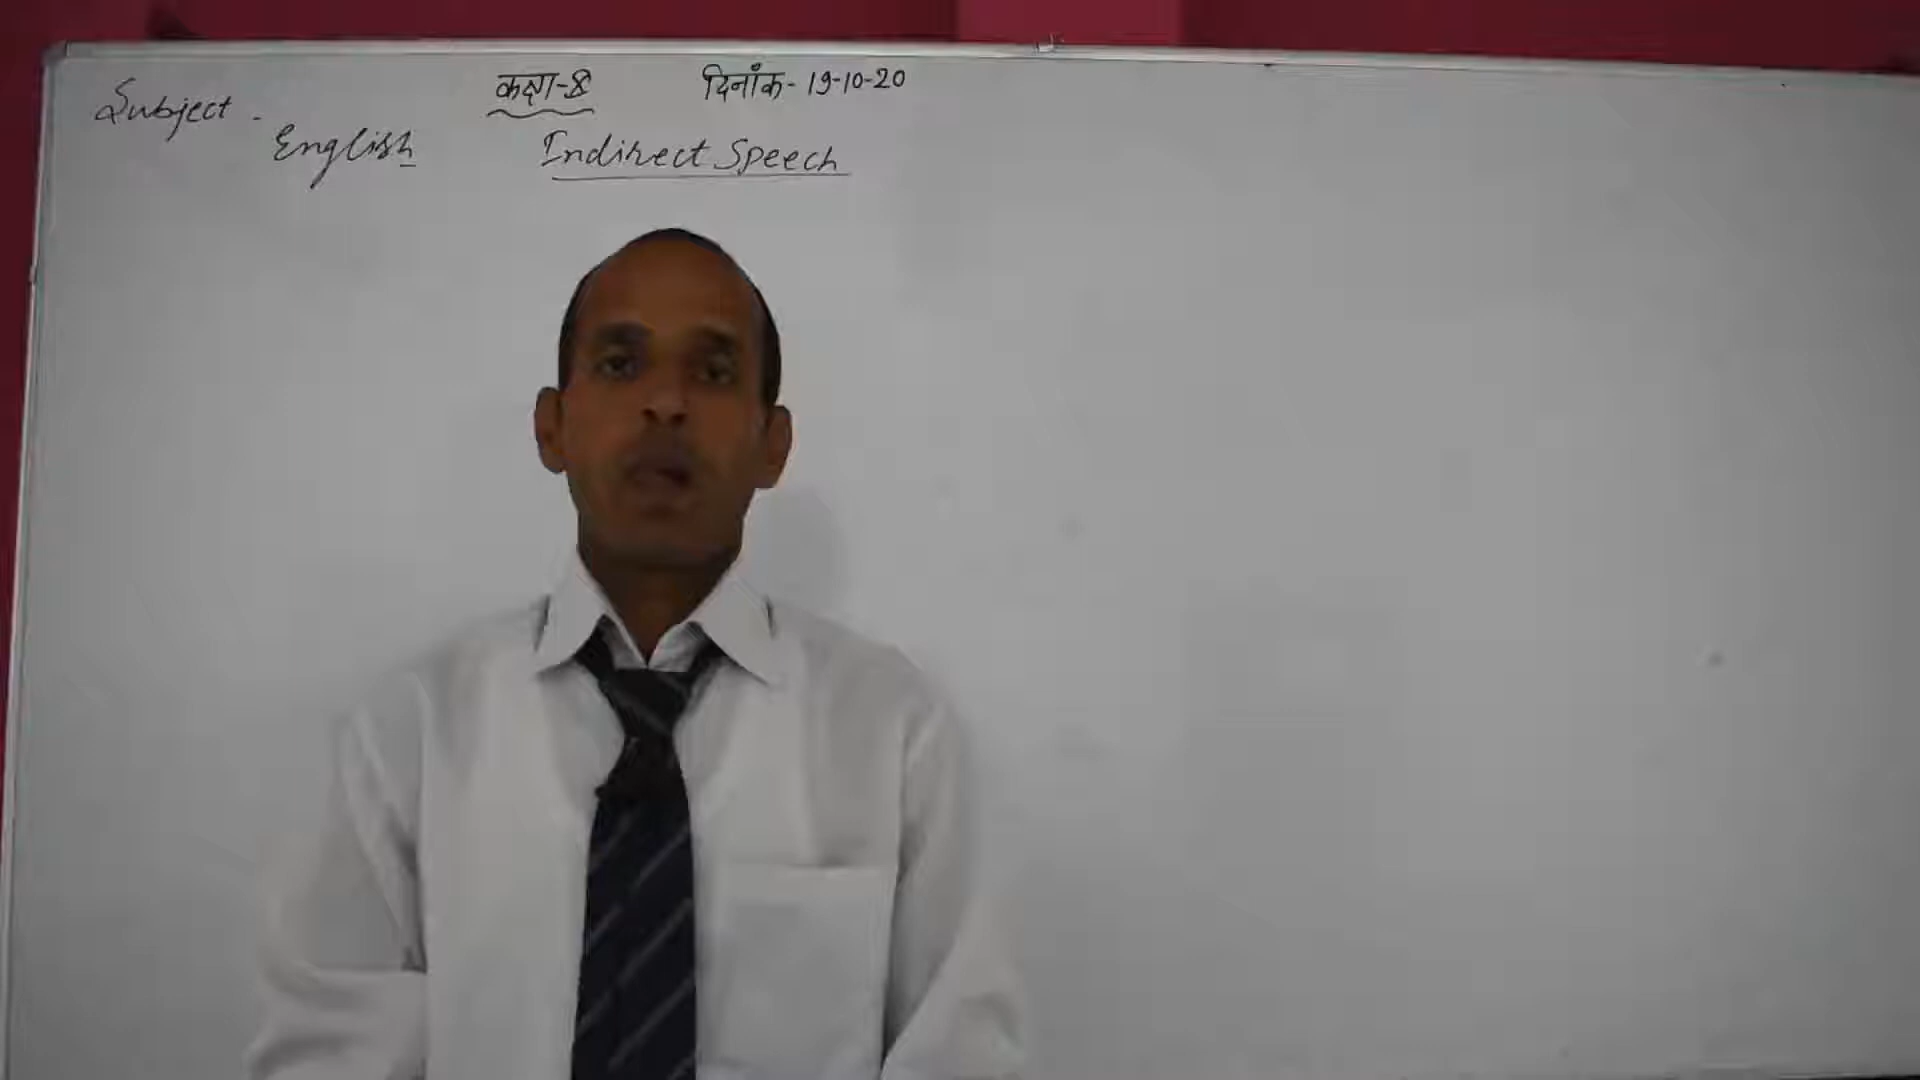 Subject - कक्षा-8 दिनांक- 19-10-20
English Indirect Speech